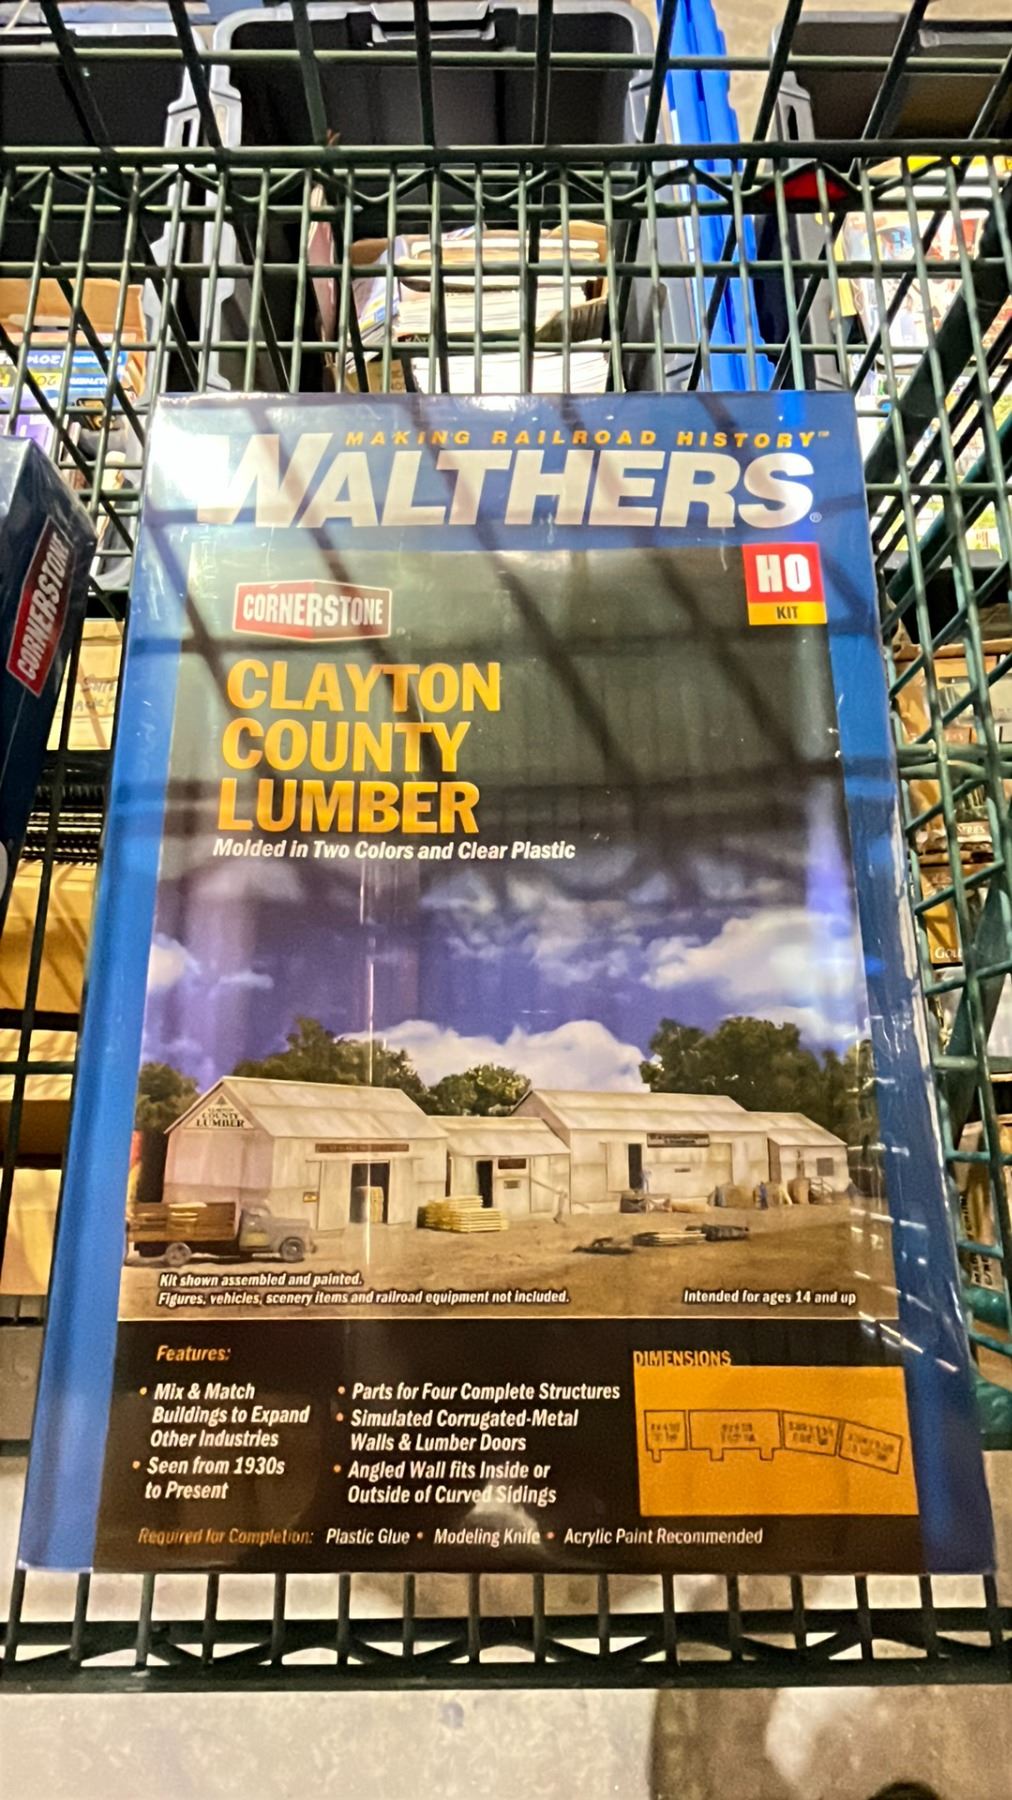 MAKING RAILROAD HISTORY™
WALTHERS®
HO
KIT
CORNERSTONE
CORNERSTONE
CLAYTON
COUNTY
LUMBER
Molded in Two Colors and Clear Plastic
CLAYTON
COUNTY
LUMBER
Kit shown assembled and painted.
Figures, vehicles, scenery items and railroad equipment not included.
Intended for ages 14 and up
Features:
• Mix & Match
Buildings to Expand
Other Industries
• Seen from 1930s
to Present
• Parts for Four Complete Structures
• Simulated Corrugated-Metal
Walls & Lumber Doors
• Angled Wall fits Inside or
Outside of Curved Sidings
DIMENSIONS
Required for Completion: Plastic Glue • Modeling Knife • Acrylic Paint Recommended